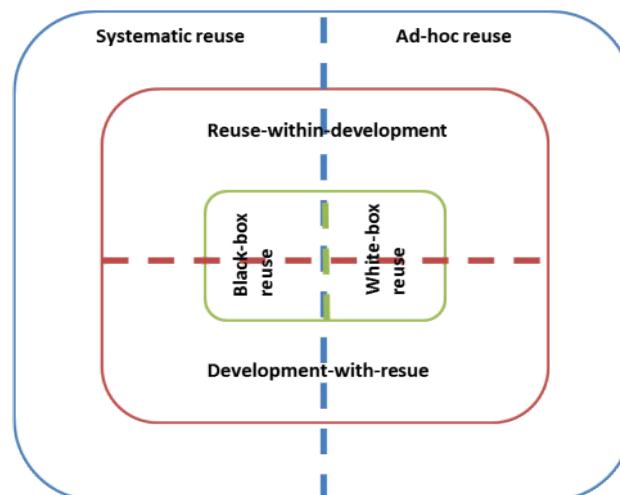 Systematic reuse
Ad-hoc reuse
Reuse-within-development
Black-box
reuse
White-box
reuse
Development-with-resue